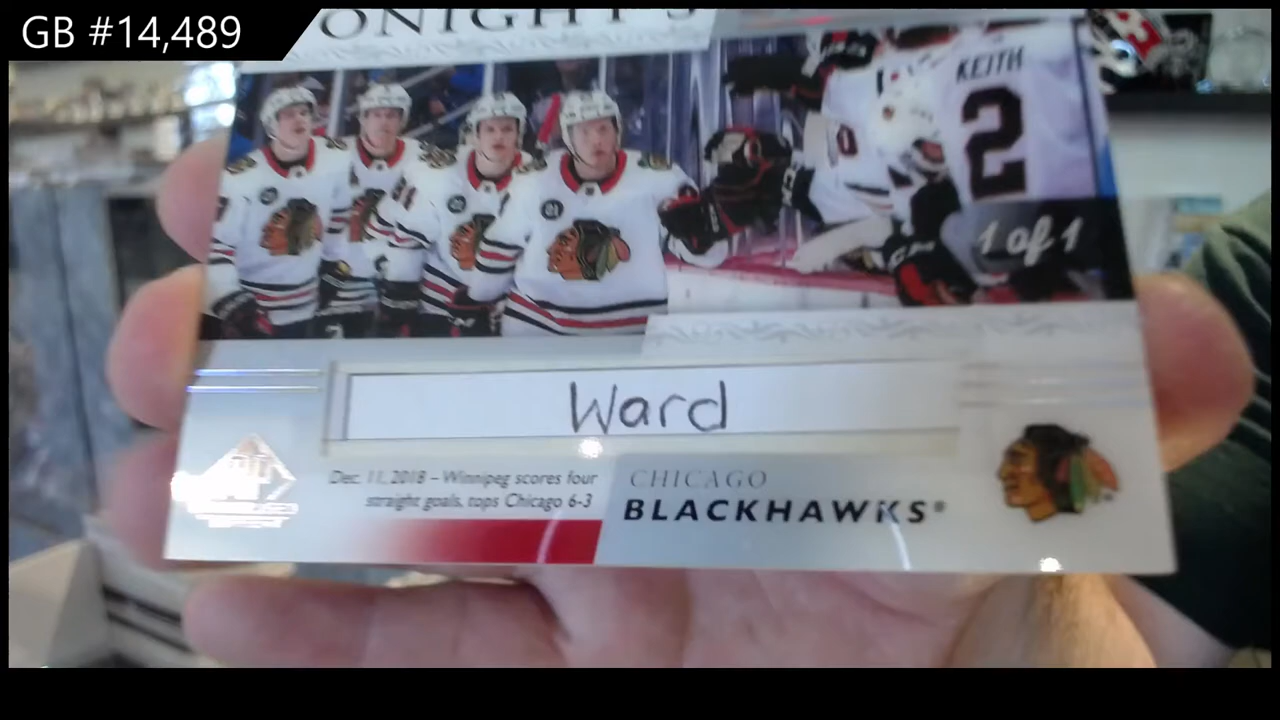 GB #14,489
ONIGHT'S
KEITH
2
1 of 1
Ward
Dec. 11, 2018 – Winnipeg scores four
straight goals, tops Chicago 6-3
CHICAGO
BLACKHAWKS®